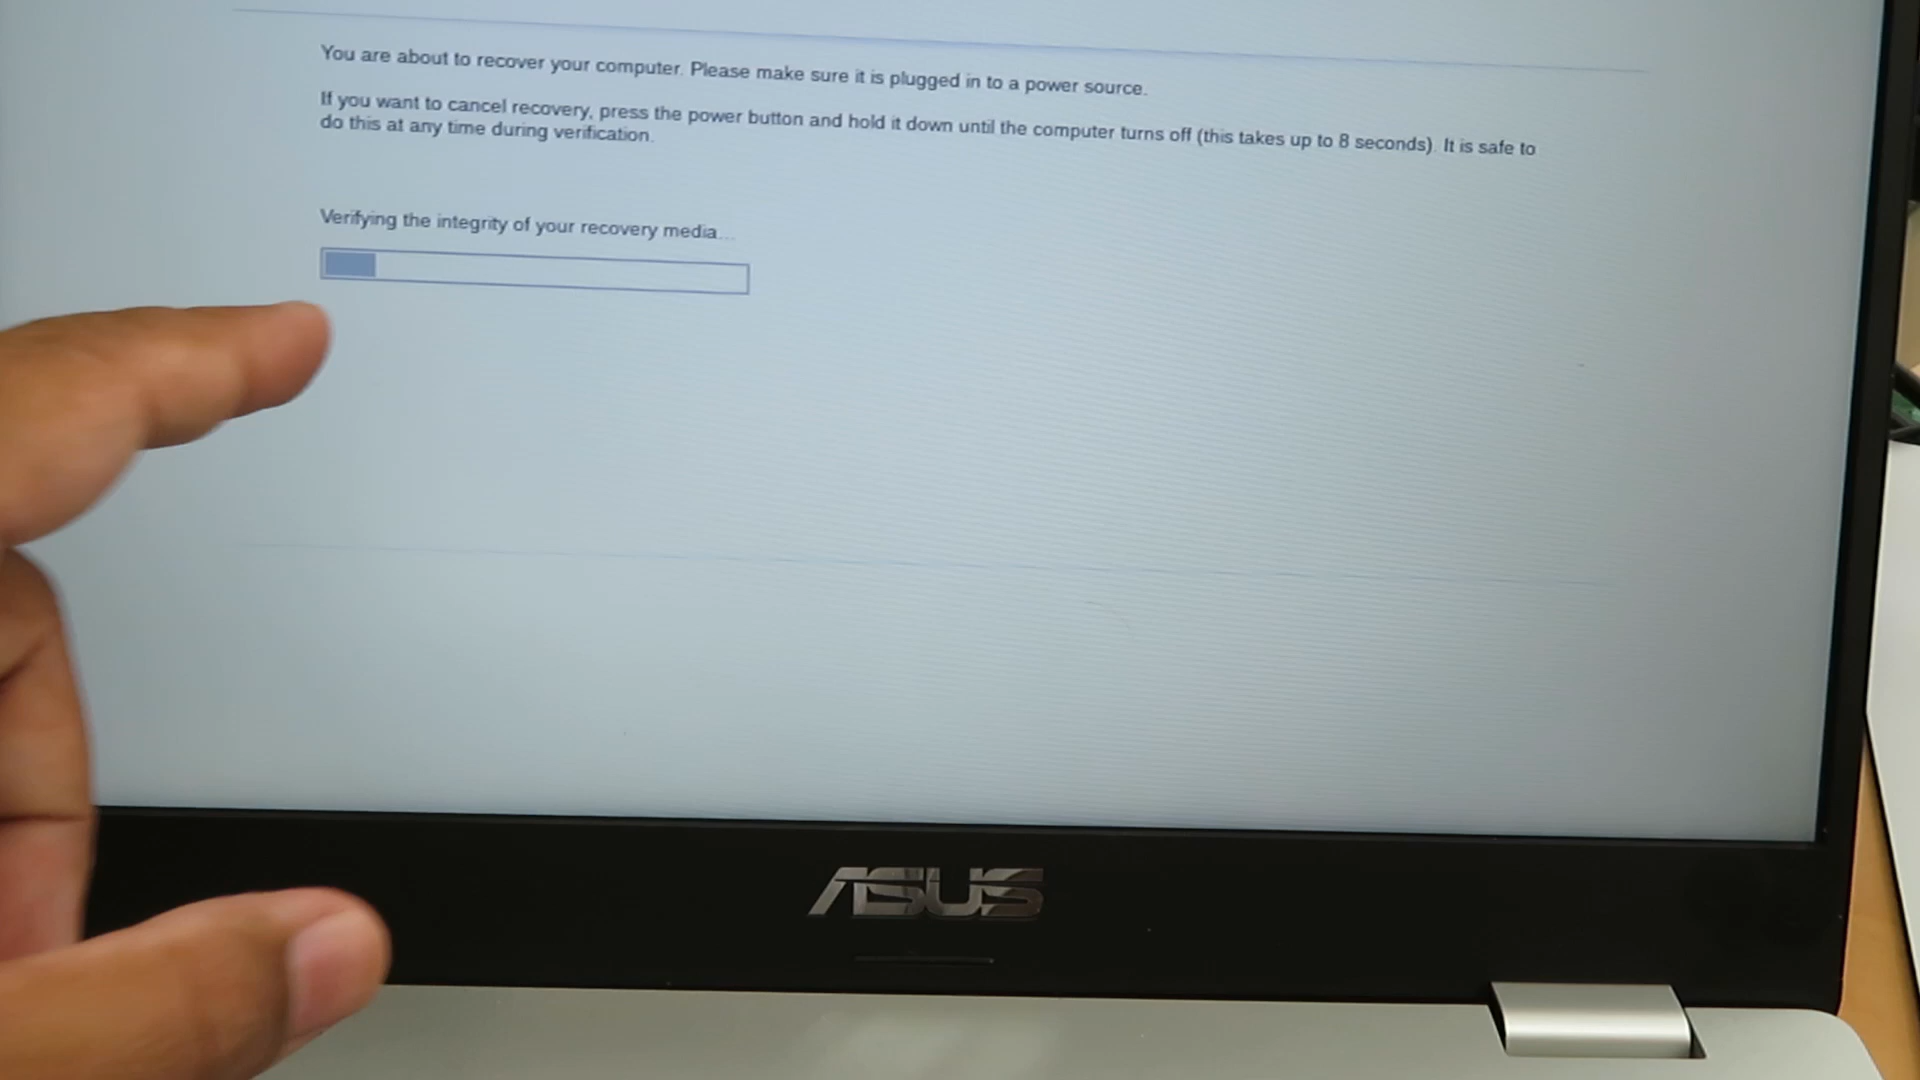 You are about to recover your computer. Please make sure it is plugged in to a power source.
If you want to cancel recovery, press the power button and hold it down until the computer turns off (this takes up to 8 seconds). It is safe to
do this at any time during verification.
Verifying the integrity of your recovery media...
ASUS